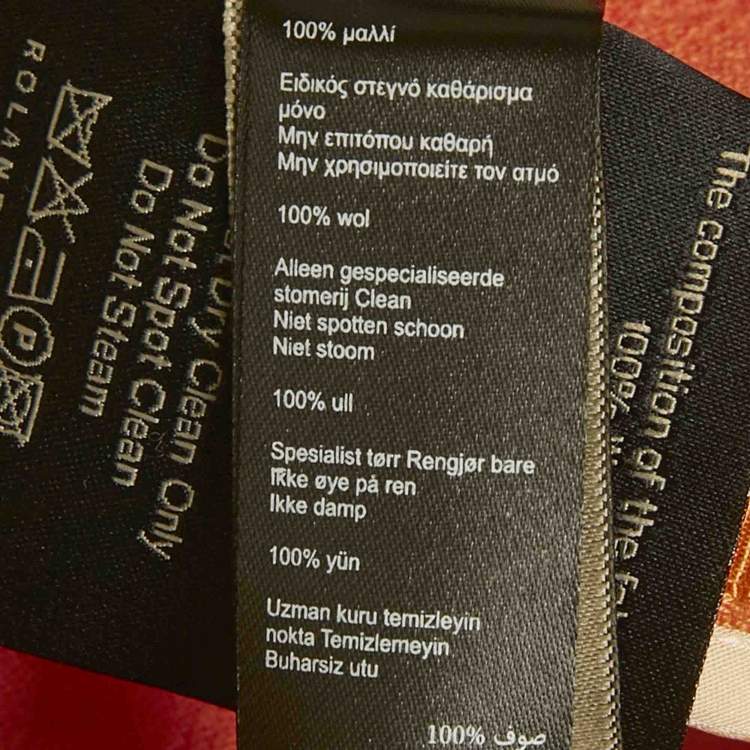 100% μαλλί
Ειδικός στεγνό καθάρισμα
μόνο
Μην επιτόπου καθαρή
Μην χρησιμοποιείτε τον ατμό
100% wol
Alleen gespecialiseerde
stomerij Clean
Niet spotten schoon
Niet stoom
100% ull
Spesialist tørr Rengjør bare
Ikke øye på ren
Ikke damp
100% yün
Uzman kuru temizleyin
nokta Temizlemeyin
Buharsiz utu
100% صوف
Dry Clean Only
Do Not Spot Clean
Do Not Steam
P
The composition of the
100%